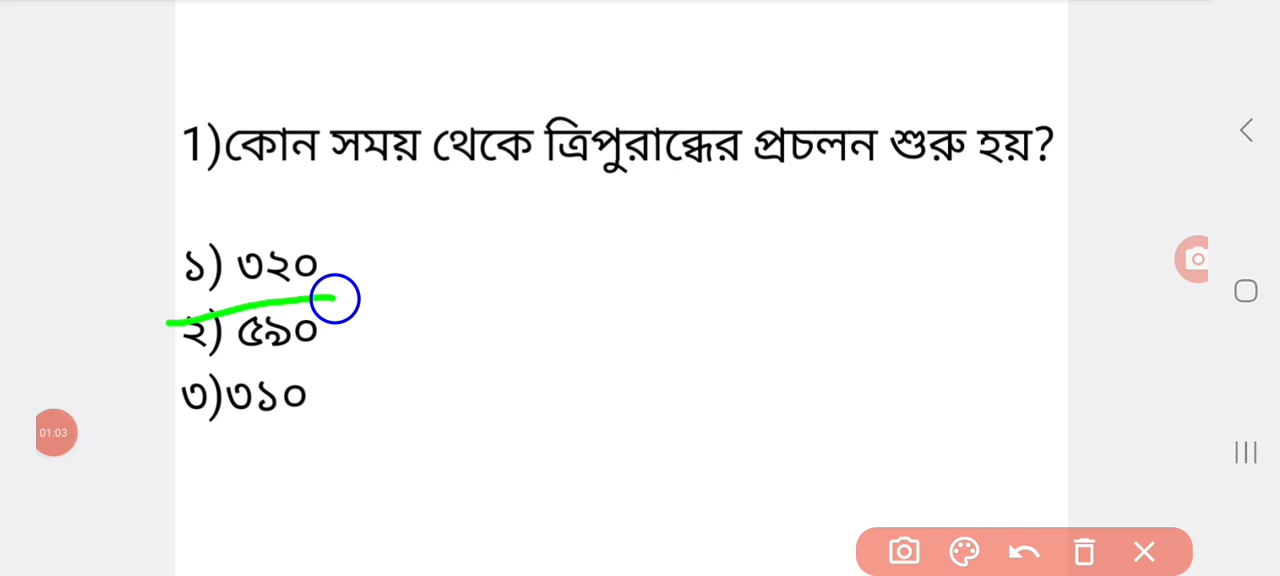 1)কোন সময় থেকে ত্রিপুরাব্ধের প্রচলন শুরু হয়?
১) ৩২০
২) ৫৯০
৩)৩১০
01:03